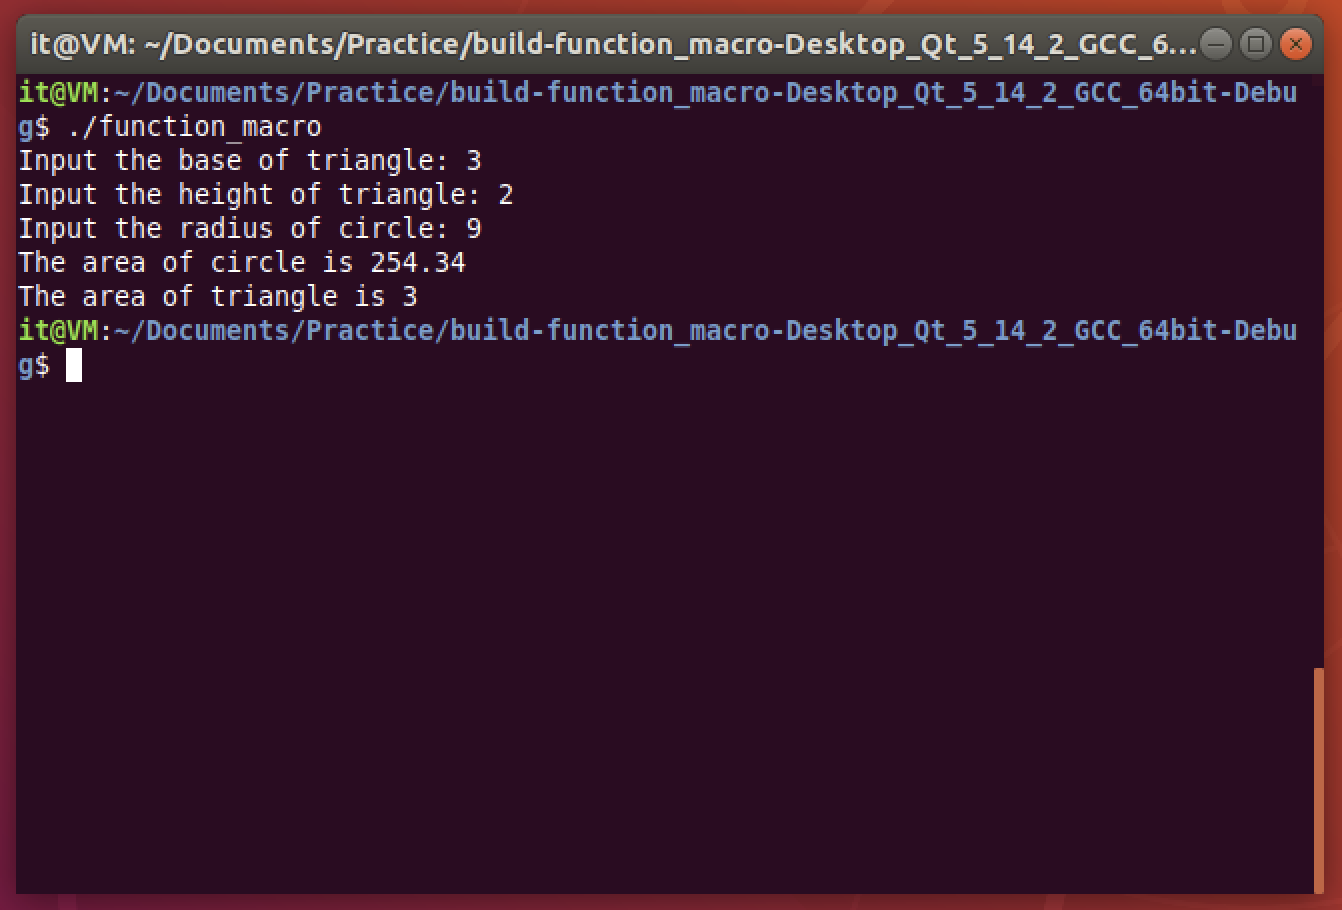 it@VM: ~/Documents/Practice/build-function_macro-Desktop_Qt_5_14_2_GCC_6...
it@VM:~/Documents/Practice/build-function_macro-Desktop_Qt_5_14_2_GCC_64bit-Debu
g$ ./function_macro
Input the base of triangle: 3
Input the height of triangle: 2
Input the radius of circle: 9
The area of circle is 254.34
The area of triangle is 3
it@VM:~/Documents/Practice/build-function_macro-Desktop_Qt_5_14_2_GCC_64bit-Debu
g$